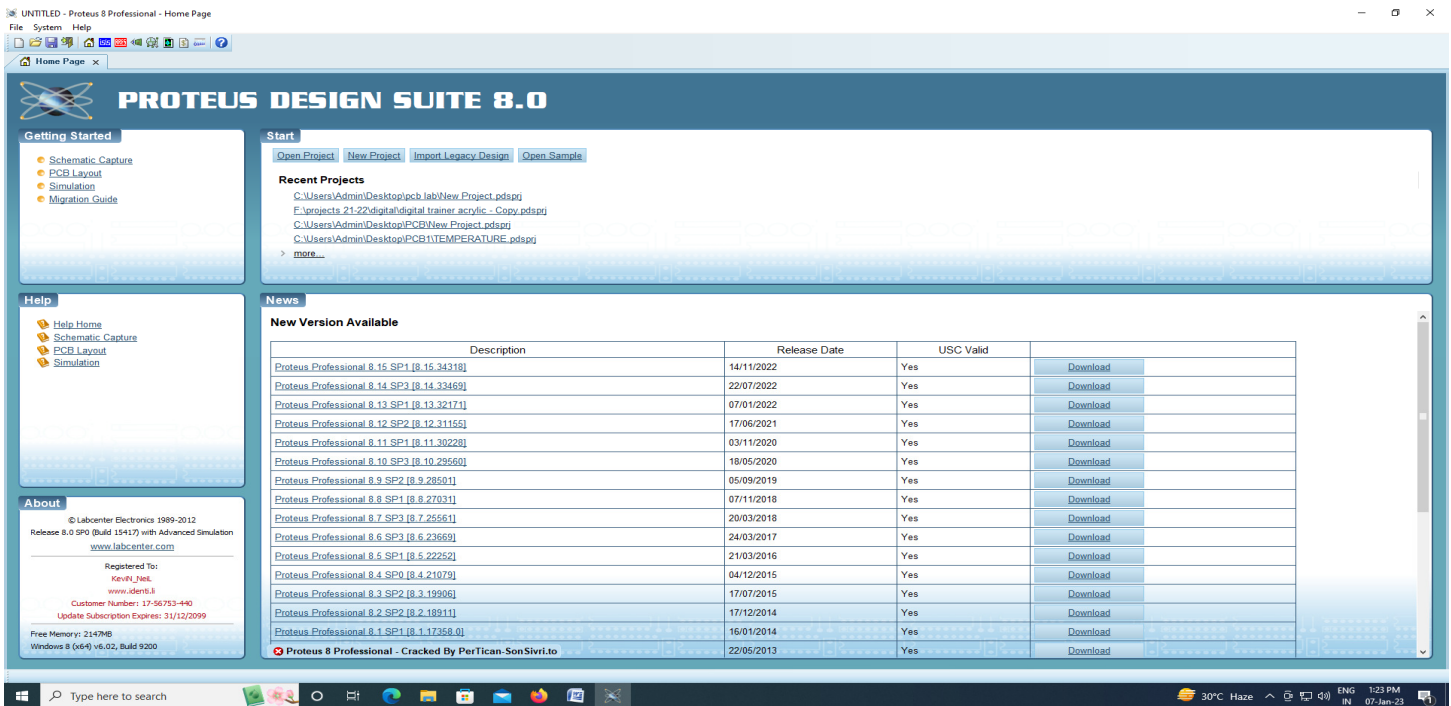 UNTITLED - Proteus 8 Professional - Home Page
File System Help
Home Page x
PROTEUS DESIGN SUITE 8.0
Getting Started
Schematic Capture
PCB Layout
Simulation
Migration Guide
Start
Open Project New Project Import Legacy Design Open Sample
Recent Projects
C:\Users\Admin\Desktop\pcb lab\New Project.pdsprj
F:\projects 21-22\digital\digital trainer acrylic - Copy.pdsprj
C:\Users\Admin\Desktop\PCB\New Project.pdsprj
C:\Users\Admin\Desktop\PCB1\TEMPERATURE.pdsprj
> more...
Help
Help Home
Schematic Capture
PCB Layout
Simulation
News
New Version Available
Description Release Date USC Valid
Proteus Professional 8.15 SP1 [8.15.34318] 14/11/2022 Yes Download
Proteus Professional 8.14 SP3 [8.14.33469] 22/07/2022 Yes Download
Proteus Professional 8.13 SP1 [8.13.32171] 07/01/2022 Yes Download
Proteus Professional 8.12 SP2 [8.12.31155] 17/06/2021 Yes Download
Proteus Professional 8.11 SP1 [8.11.30228] 03/11/2020 Yes Download
Proteus Professional 8.10 SP3 [8.10.29560] 18/05/2020 Yes Download
Proteus Professional 8.9 SP2 [8.9.28501] 05/09/2019 Yes Download
Proteus Professional 8.8 SP1 [8.8.27031] 07/11/2018 Yes Download
Proteus Professional 8.7 SP3 [8.7.25561] 20/03/2018 Yes Download
Proteus Professional 8.6 SP3 [8.6.23669] 24/03/2017 Yes Download
Proteus Professional 8.5 SP1 [8.5.22252] 21/03/2016 Yes Download
Proteus Professional 8.4 SP0 [8.4.21079] 04/12/2015 Yes Download
Proteus Professional 8.3 SP2 [8.3.19906] 17/07/2015 Yes Download
Proteus Professional 8.2 SP2 [8.2.18911] 17/12/2014 Yes Download
Proteus Professional 8.1 SP1 [8.1.17358.0] 16/01/2014 Yes Download
Proteus 8 Professional - Cracked By PerTican-SonSivri.to 22/05/2013 Yes Download
About
© Labcenter Electronics 1989-2012
Release 8.0 SP0 (Build 15417) with Advanced Simulation
www.labcenter.com
Registered To:
KeviN_NeiL
www.identi.li
Customer Number: 17-56753-440
Update Subscription Expires: 31/12/2099
Free Memory: 2147MB
Windows 8 (x64) v6.02, Build 9200
Type here to search
30°C Haze
ENG
IN
1:23 PM
07-Jan-23